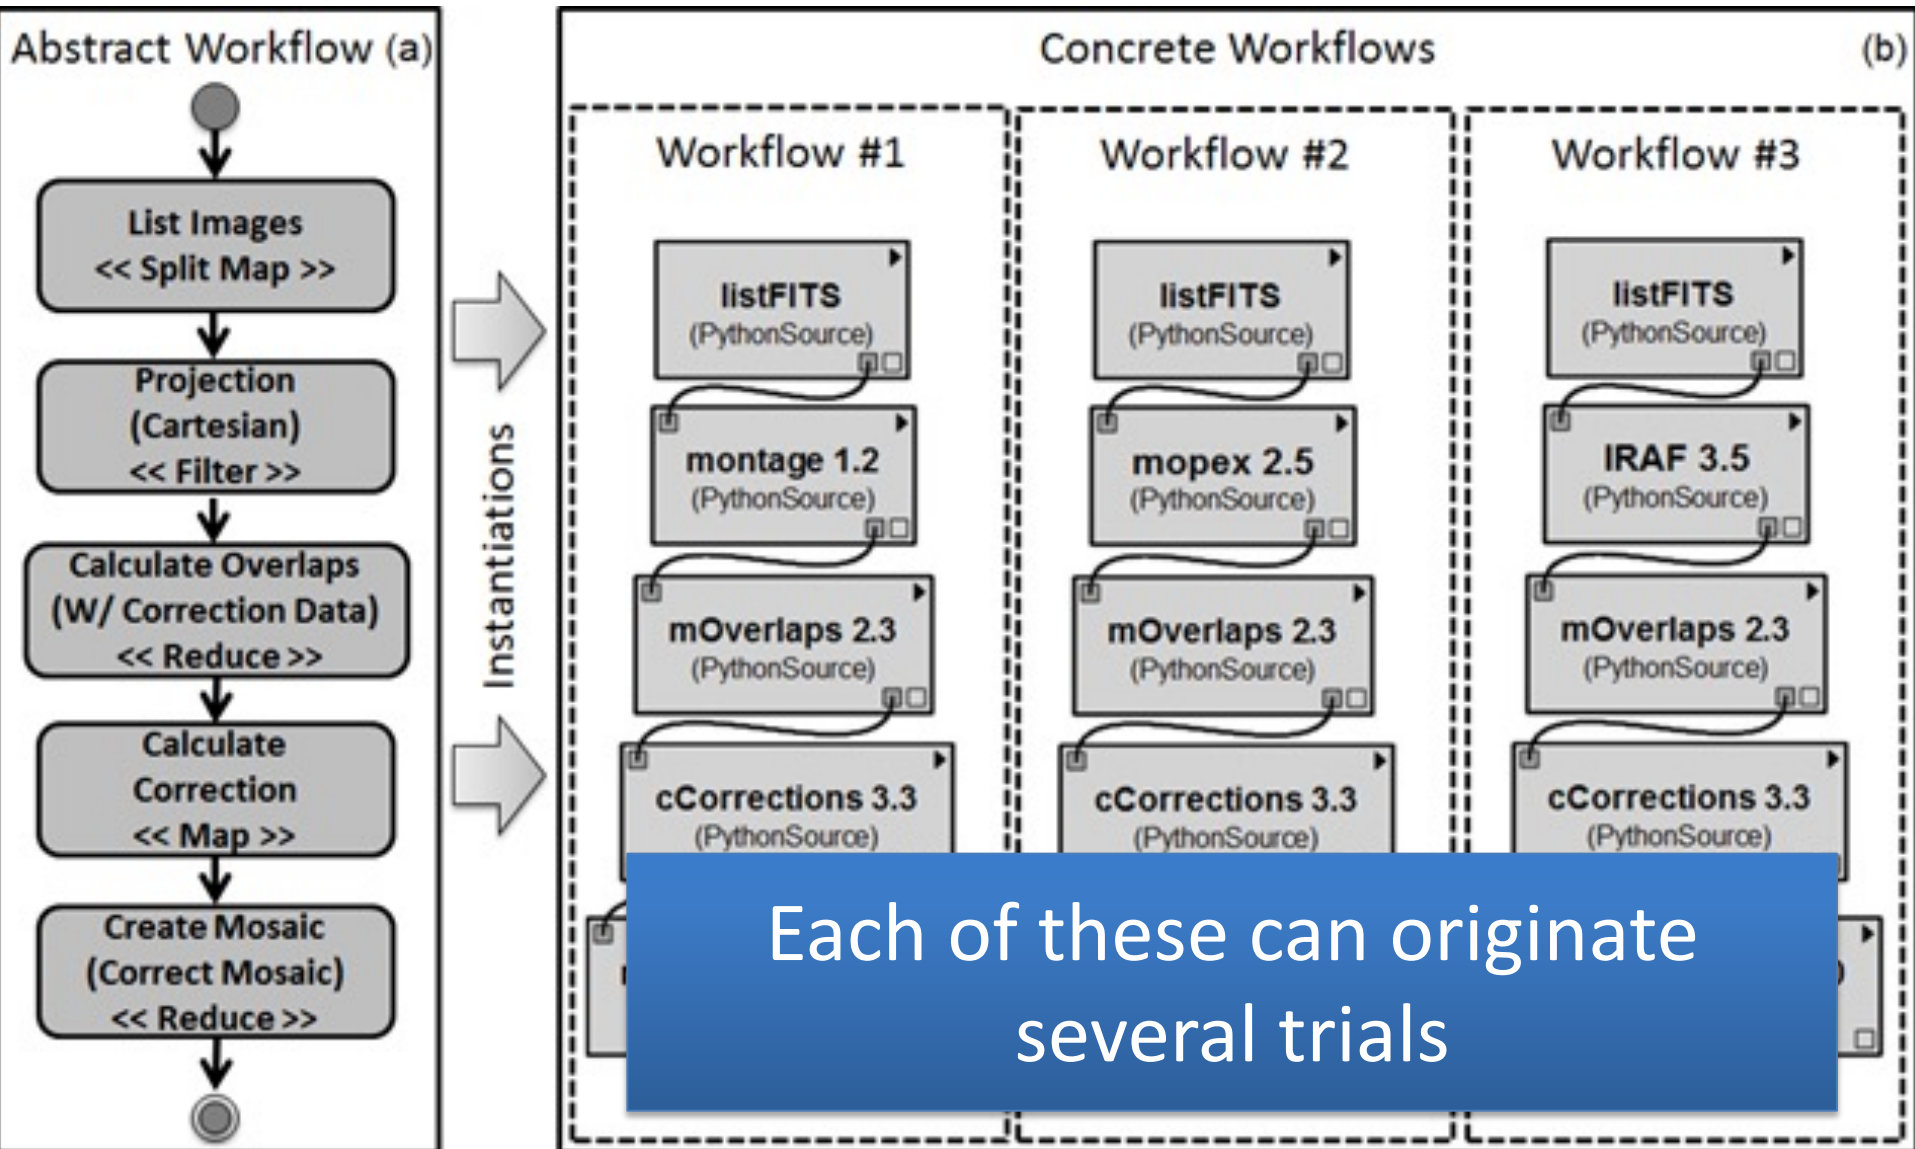 Abstract Workflow (a)
List Images
<< Split Map >>
Projection
(Cartesian)
<< Filter >>
Calculate Overlaps
(W/ Correction Data)
<< Reduce >>
Calculate
Correction
<< Map >>
Create Mosaic
(Correct Mosaic)
<< Reduce >>
Instantiations
Concrete Workflows
(b)
Workflow #1
listFITS
(PythonSource)
montage 1.2
(PythonSource)
mOverlaps 2.3
(PythonSource)
cCorrections 3.3
(PythonSource)
Workflow #2
listFITS
(PythonSource)
mopex 2.5
(PythonSource)
mOverlaps 2.3
(PythonSource)
cCorrections 3.3
(PythonSource)
Workflow #3
listFITS
(PythonSource)
IRAF 3.5
(PythonSource)
mOverlaps 2.3
(PythonSource)
cCorrections 3.3
(PythonSource)
Each of these can originate
several trials